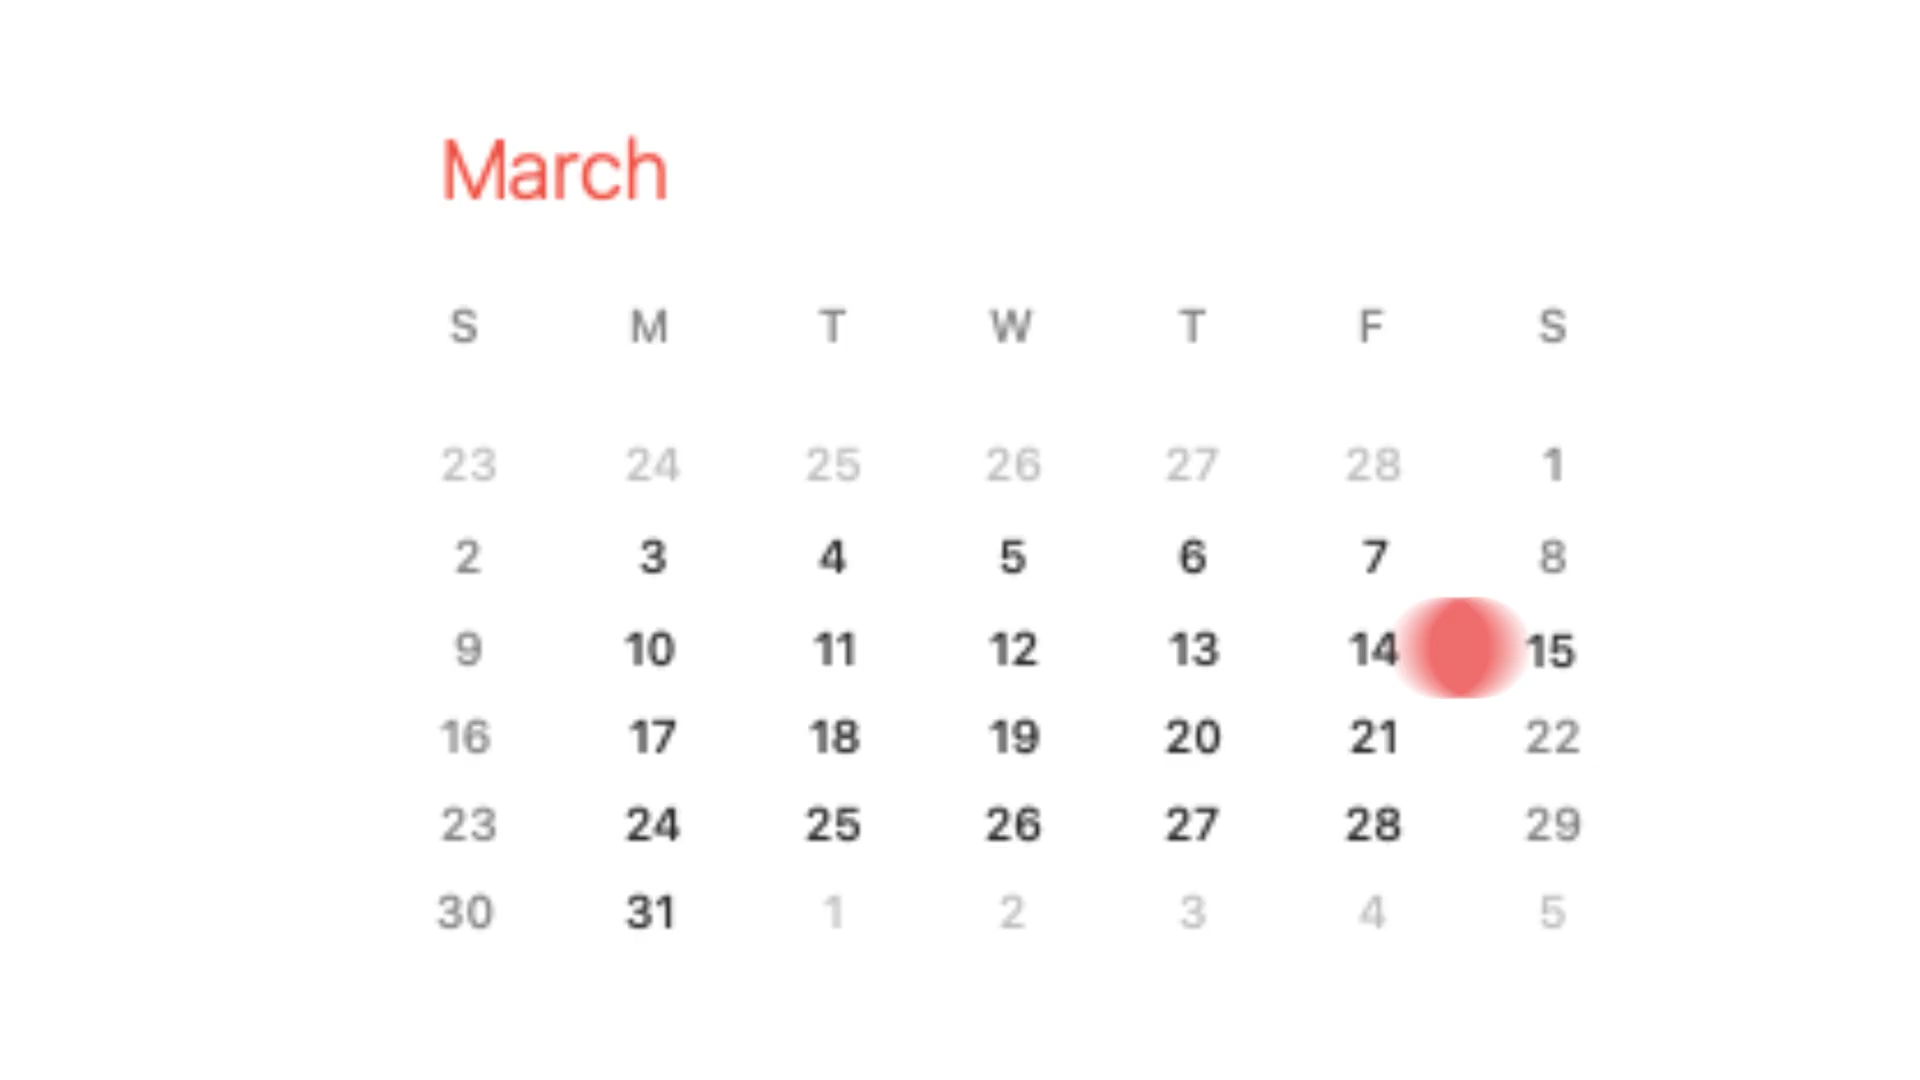 March
S M T W T F S
23 24 25 26 27 28 1
2 3 4 5 6 7 8
9 10 11 12 13 14 15
16 17 18 19 20 21 22
23 24 25 26 27 28 29
30 31 1 2 3 4 5